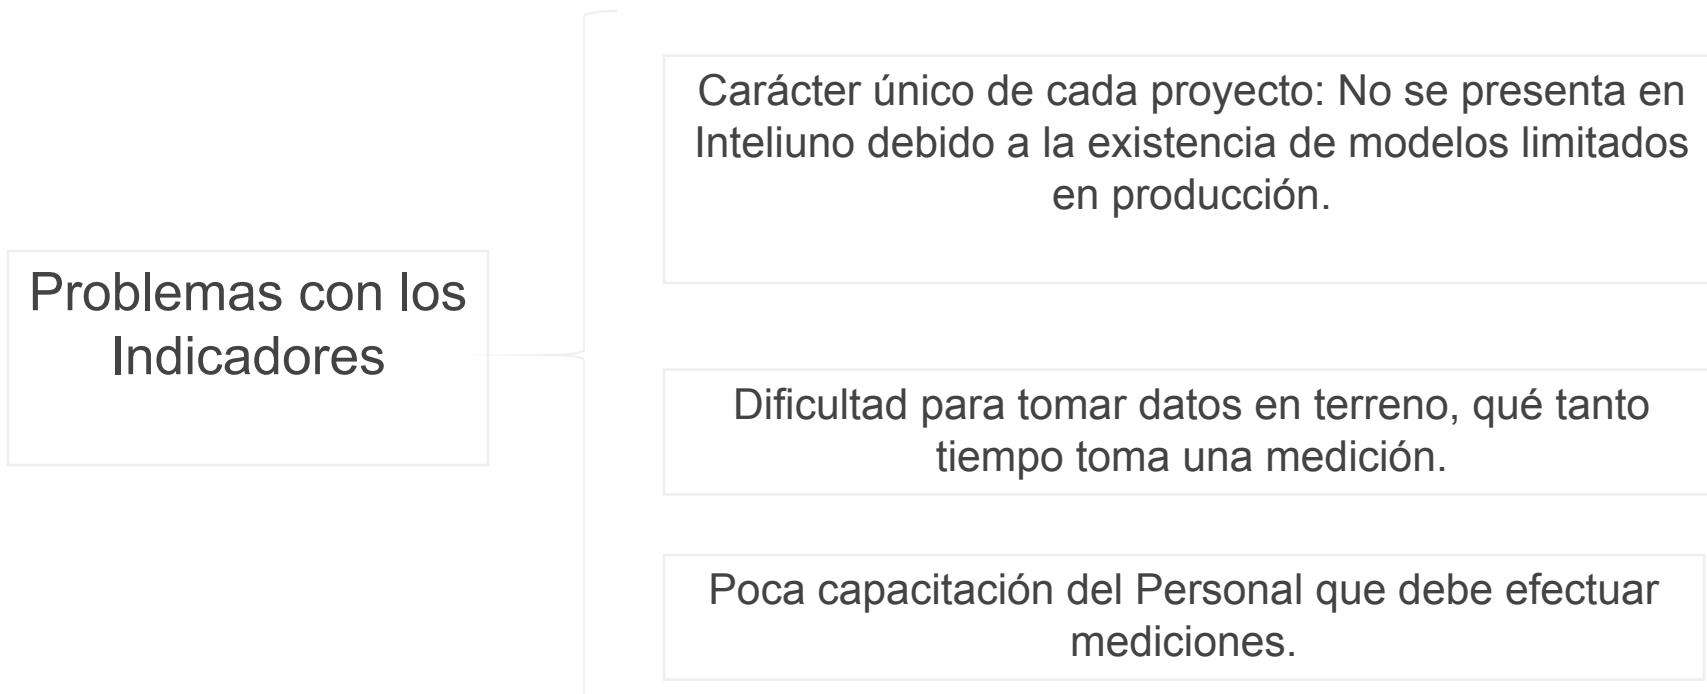 Problemas con los
Indicadores
Carácter único de cada proyecto: No se presenta en
Inteliuno debido a la existencia de modelos limitados
en producción.
Dificultad para tomar datos en terreno, qué tanto
tiempo toma una medición.
Poca capacitación del Personal que debe efectuar
mediciones.